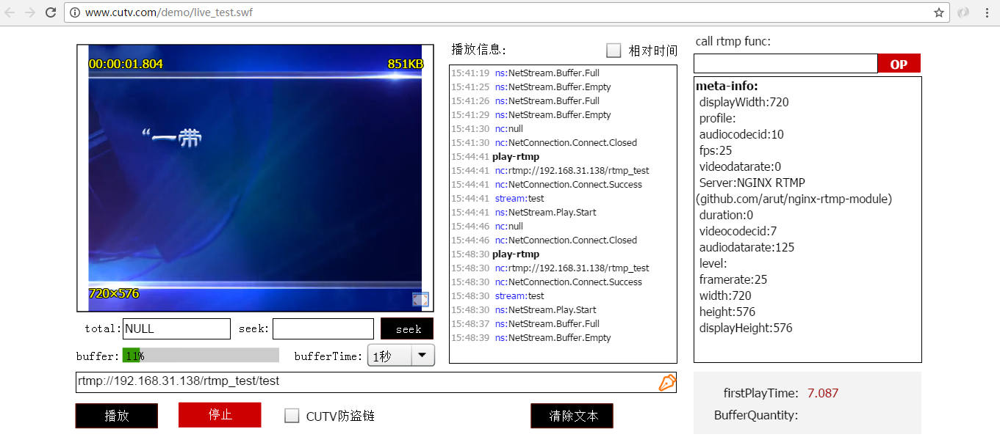 www.cutv.com/demo/live_test.swf
00:00:01.804
851KB
“一带
720×576
total:NULL
seek:
seek
buffer:
11%
bufferTime:
1秒
rtmp://192.168.31.138/rtmp_test/test
播放
停止
CUTV防盗链
清除文本
播放信息:
相对时间
15:41:19 ns:NetStream.Buffer.Full
15:41:25 ns:NetStream.Buffer.Empty
15:41:26 ns:NetStream.Buffer.Full
15:41:29 ns:NetStream.Buffer.Empty
15:41:30 nc:null
15:41:30 nc:NetConnection.Connect.Closed
15:44:41 play-rtmp
15:44:41 nc:rtmp://192.168.31.138/rtmp_test
15:44:41 nc:NetConnection.Connect.Success
15:44:41 stream:test
15:44:41 ns:NetStream.Play.Start
15:44:46 nc:null
15:44:46 nc:NetConnection.Connect.Closed
15:48:30 play-rtmp
15:48:30 nc:rtmp://192.168.31.138/rtmp_test
15:48:30 nc:NetConnection.Connect.Success
15:48:30 stream:test
15:48:30 ns:NetStream.Play.Start
15:48:37 ns:NetStream.Buffer.Full
15:48:39 ns:NetStream.Buffer.Empty
call rtmp func:
OP
meta-info:
displayWidth:720
profile:
audiocodecid:10
fps:25
videodatarate:0
Server:NGINX RTMP
(github.com/arut/nginx-rtmp-module)
duration:0
videocodecid:7
audiodatarate:125
level:
framerate:25
width:720
height:576
displayHeight:576
firstPlayTime: 7.087
BufferQuantity: